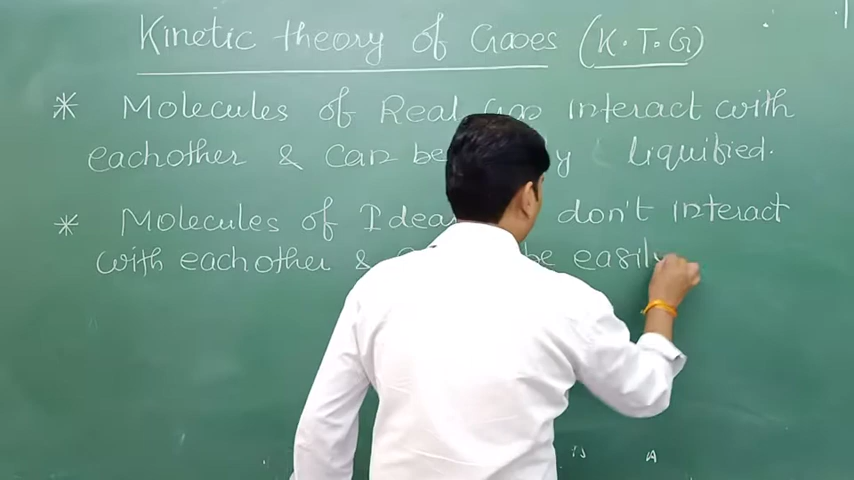 Kinetic theory of Gases (K.T.G)
* Molecules of Real Gas interact with
eachother & can be liquified.
* Molecules of don't interact
with eachother & be easily